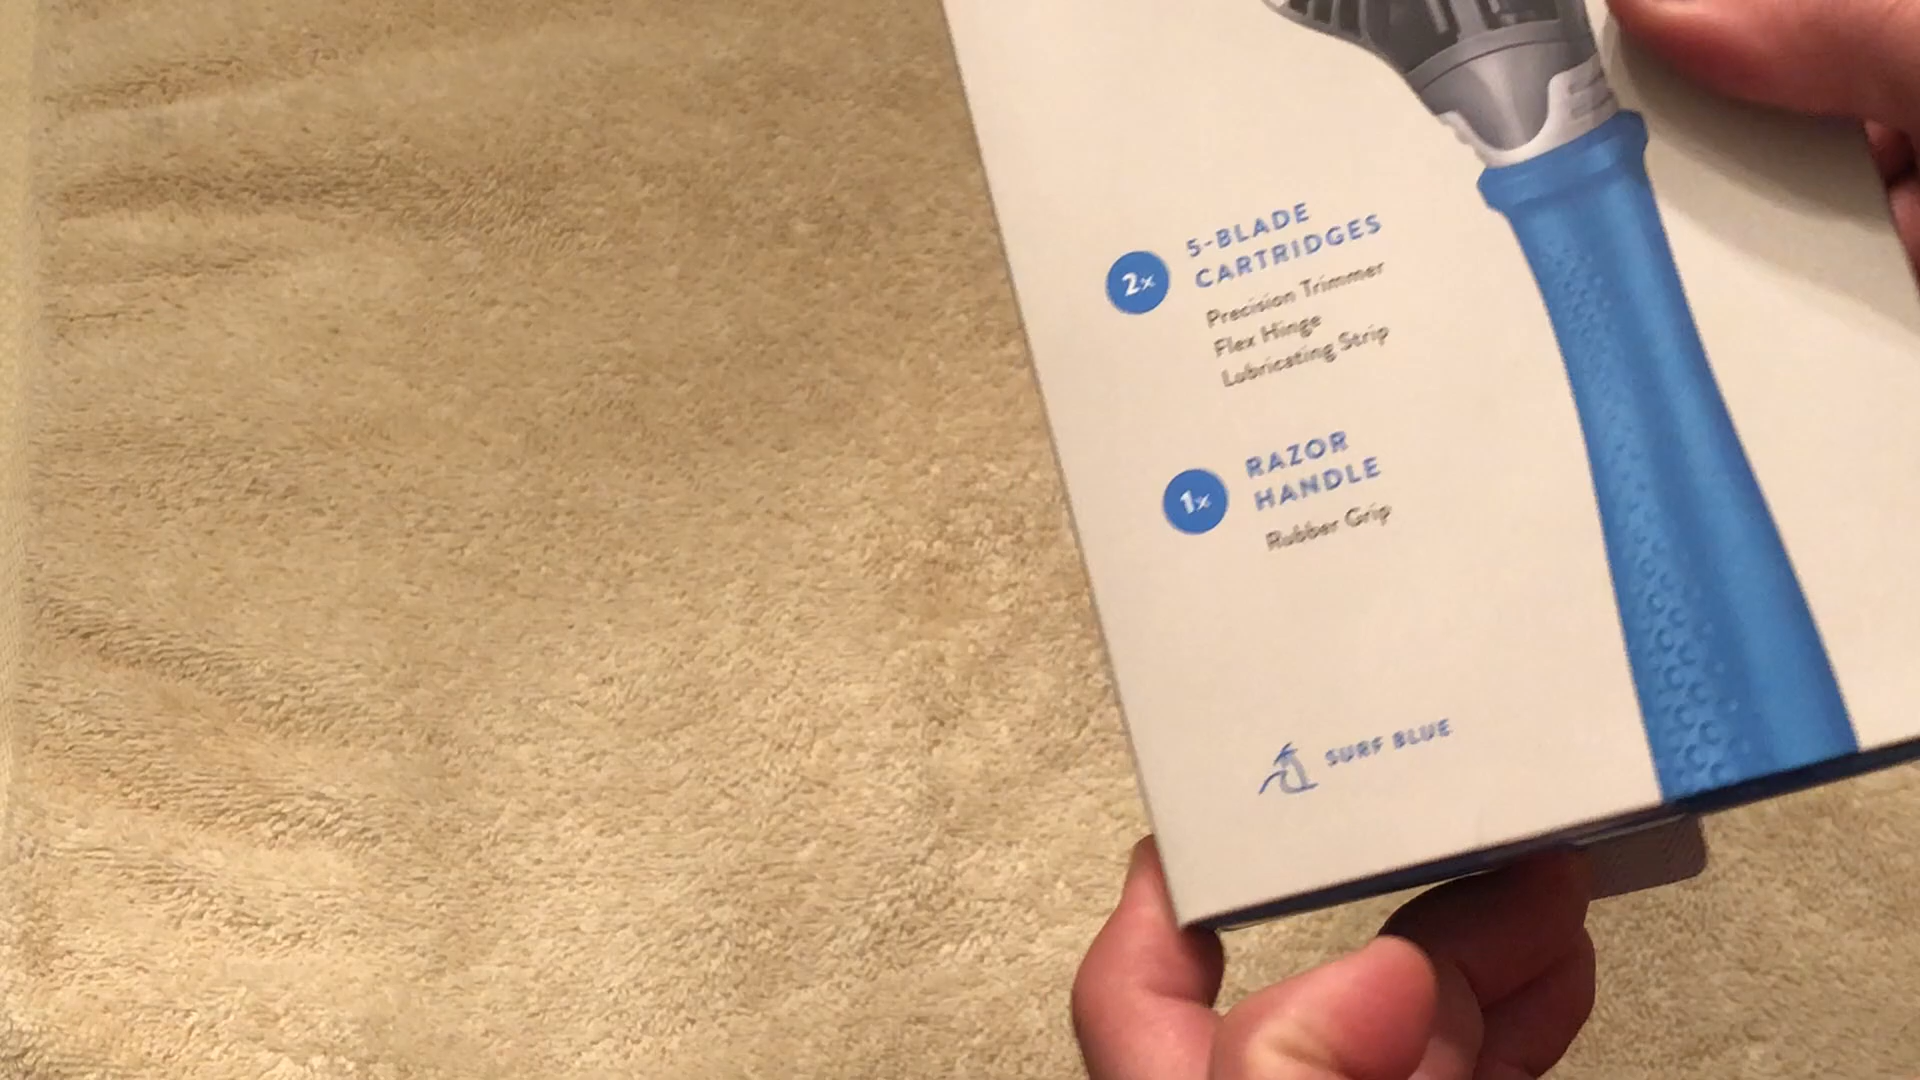 2x
5-BLADE
CARTRIDGES
Precision Trimmer
Flex Hinge
Lubricating Strip
1x
RAZOR
HANDLE
Rubber Grip
SURF BLUE